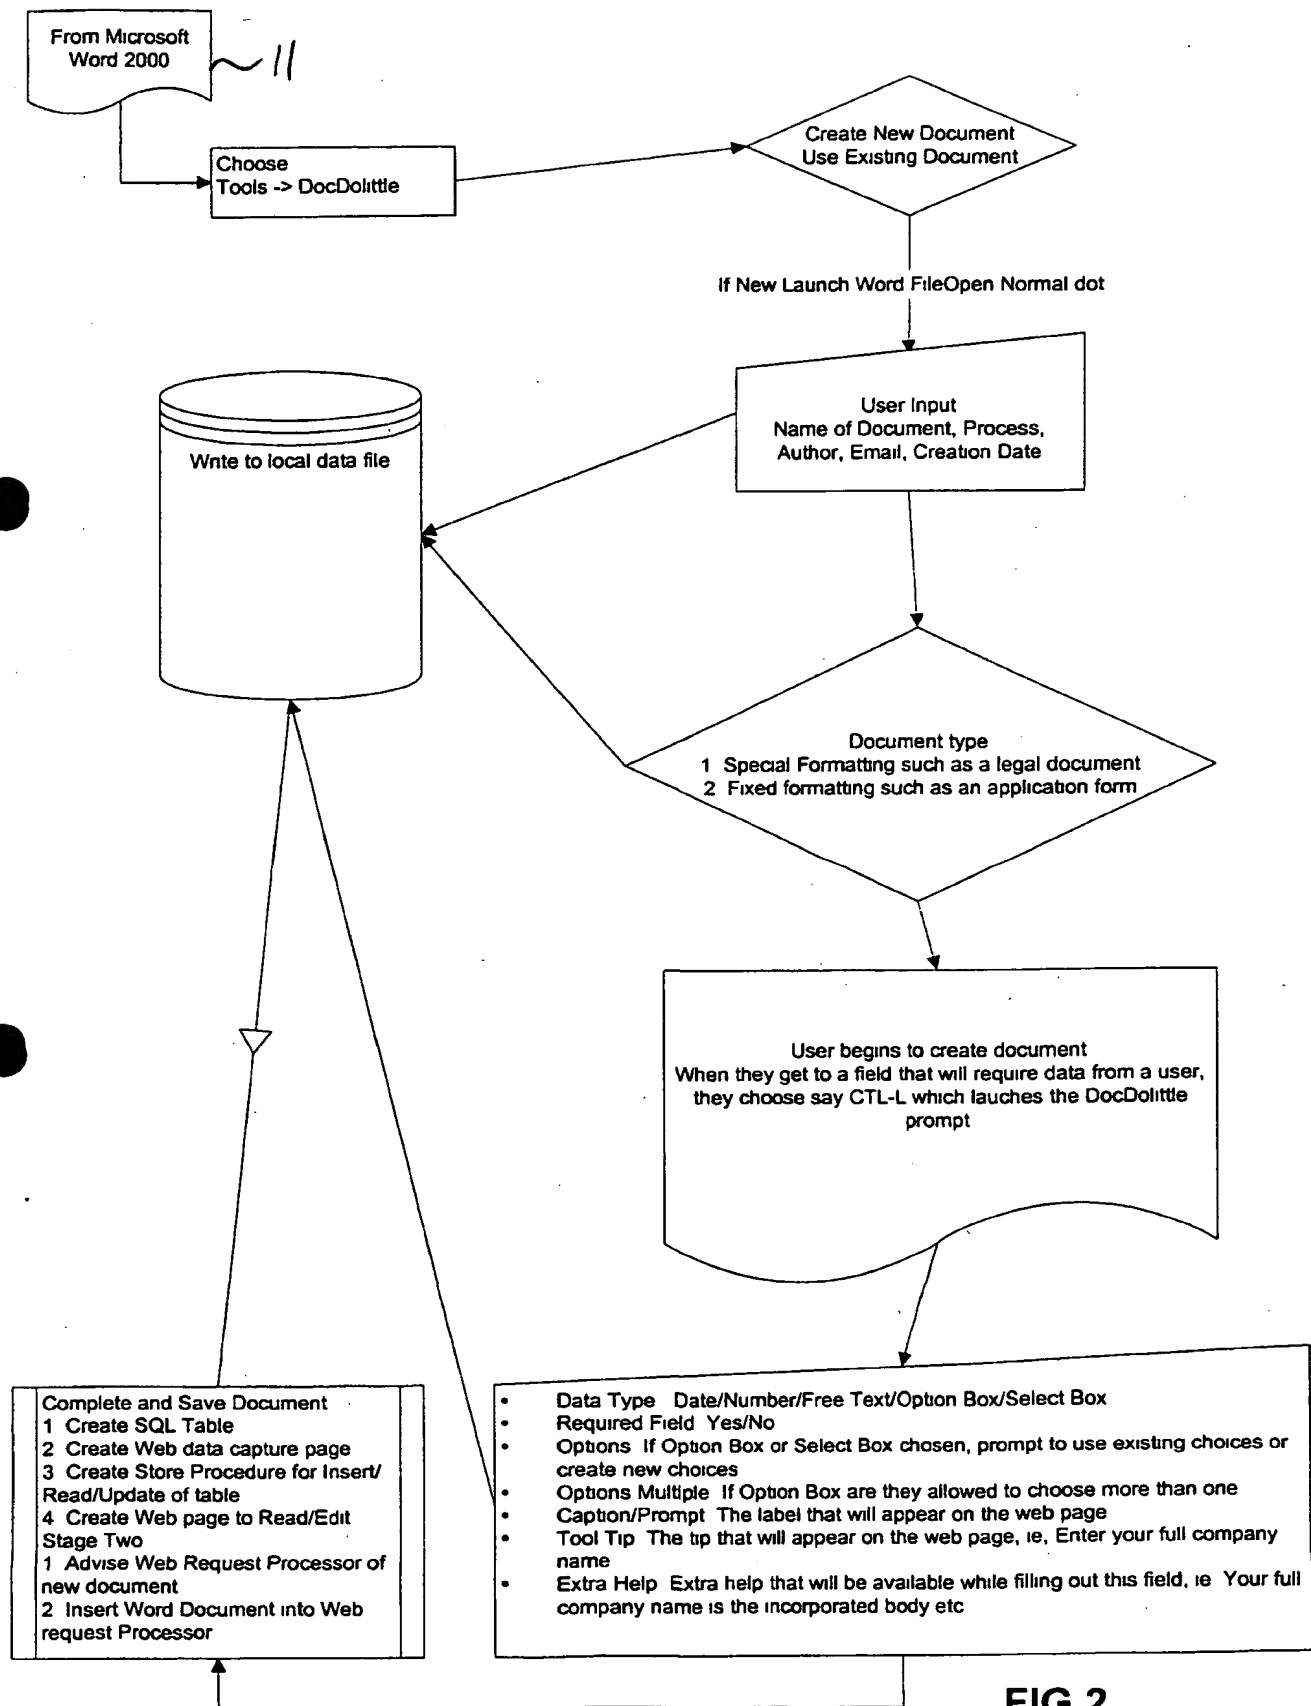 From Microsoft
Word 2000
11
Choose
Tools -> DocDolittle
Create New Document
Use Existing Document
If New Launch Word FileOpen Normal dot
User Input
Name of Document, Process,
Author, Email, Creation Date
Write to local data file
Document type
1 Special Formatting such as a legal document
2 Fixed formatting such as an application form
User begins to create document
When they get to a field that will require data from a user,
they choose say CTL-L which lauches the DocDolittle
prompt
Complete and Save Document
1 Create SQL Table
2 Create Web data capture page
3 Create Store Procedure for Insert/
Read/Update of table
4 Create Web page to Read/Edit
Stage Two
1 Advise Web Request Processor of
new document
2 Insert Word Document into Web
request Processor
• Data Type Date/Number/Free Text/Option Box/Select Box
• Required Field Yes/No
• Options If Option Box or Select Box chosen, prompt to use existing choices or
create new choices
• Options Multiple If Option Box are they allowed to choose more than one
• Caption/Prompt The label that will appear on the web page
• Tool Tip The tip that will appear on the web page, ie, Enter your full company
name
• Extra Help Extra help that will be available while filling out this field, ie Your full
company name is the incorporated body etc
FIG 2